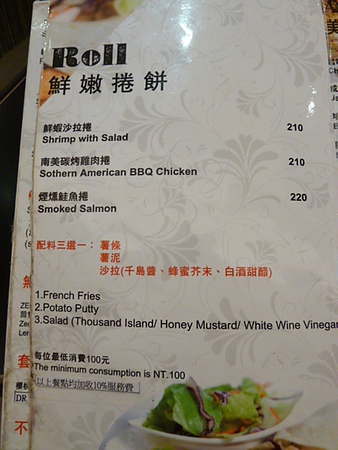 Roll
鮮嫩捲餅
鮮蝦沙拉捲 210
Shrimp with Salad
南美碳烤雞肉捲 210
Sothern American BBQ Chicken
煙燻鮭魚捲 220
Smoked Salmon
配料三選一： 薯條
薯泥
沙拉(千島醬、蜂蜜芥末、白酒甜醋)
1.French Fries
2.Potato Putty
3.Salad (Thousand Island/ Honey Mustard/ White Wine Vinegar
每位最低消費100元
The minimum consumption is NT.100
以上餐點均加收10%服務費